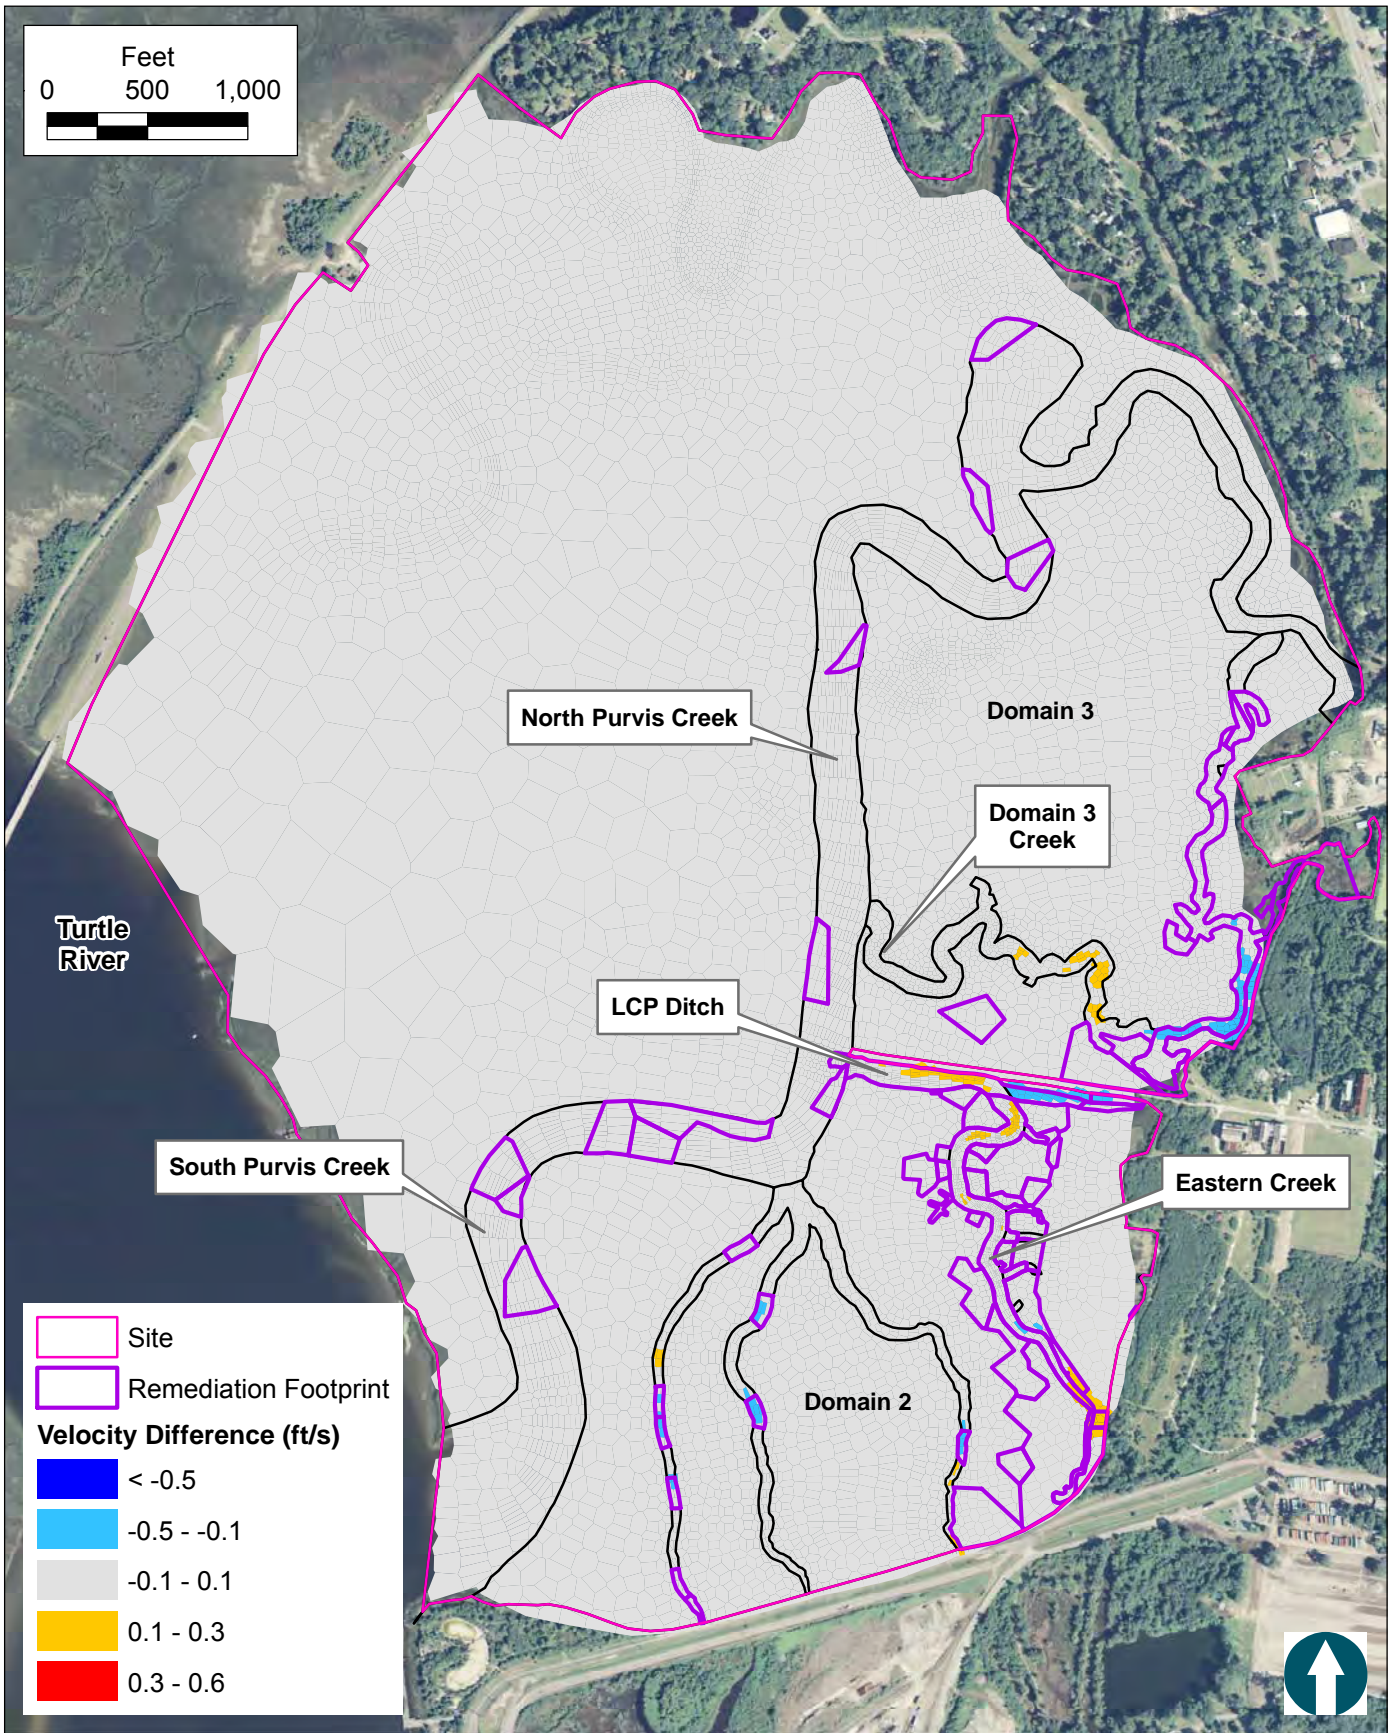 Feet
0 500 1,000
North Purvis Creek
Domain 3
Domain 3
Creek
Turtle
River
LCP Ditch
South Purvis Creek
Eastern Creek
Domain 2
Site
Remediation Footprint
Velocity Difference (ft/s)
< -0.5
-0.5 - -0.1
-0.1 - 0.1
0.1 - 0.3
0.3 - 0.6